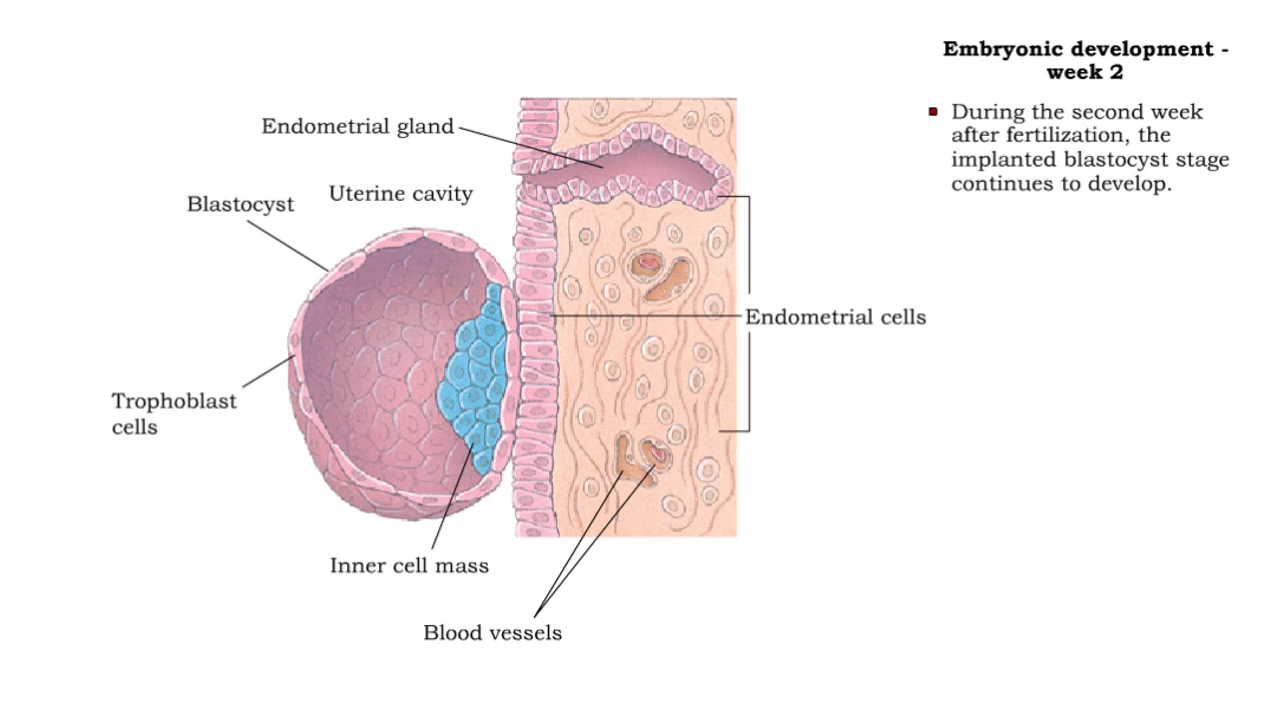 Embryonic development -
week 2
During the second week
after fertilization, the
implanted blastocyst stage
continues to develop.
Endometrial gland
Uterine cavity
Blastocyst
Endometrial cells
Trophoblast
cells
Inner cell mass
Blood vessels